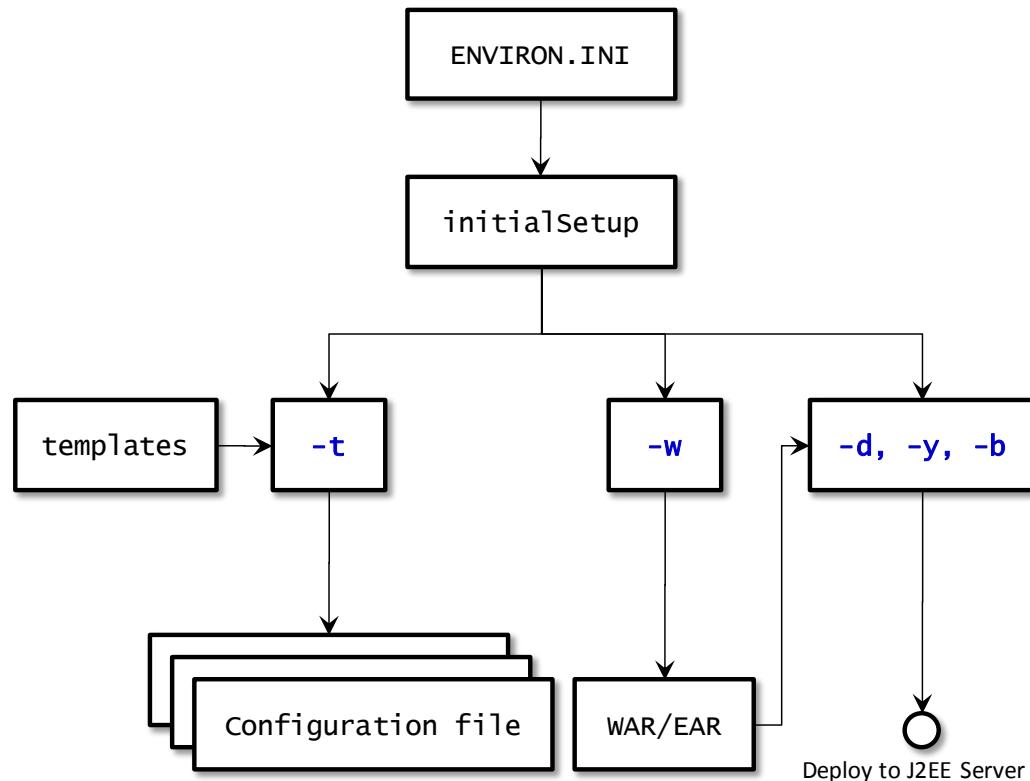 ENVIRON.INI
initialSetup
templates
-t
-w
-d, -y, -b
Configuration file
WAR/EAR
Deploy to J2EE Server